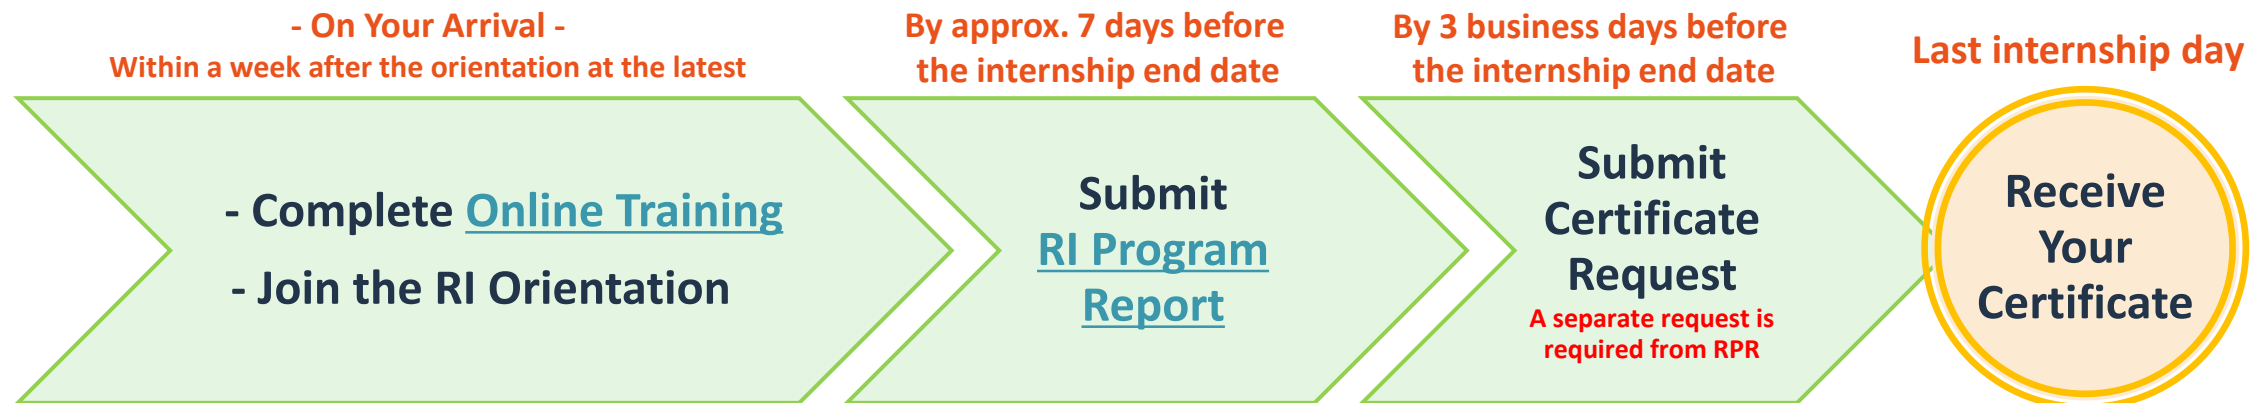 - On Your Arrival -
Within a week after the orientation at the latest
- Complete Online Training
- Join the RI Orientation
By approx. 7 days before
the internship end date
Submit
RI Program
Report
By 3 business days before
the internship end date
Submit
Certificate
Request
A separate request is
required from RPR
Last internship day
Receive
Your
Certificate